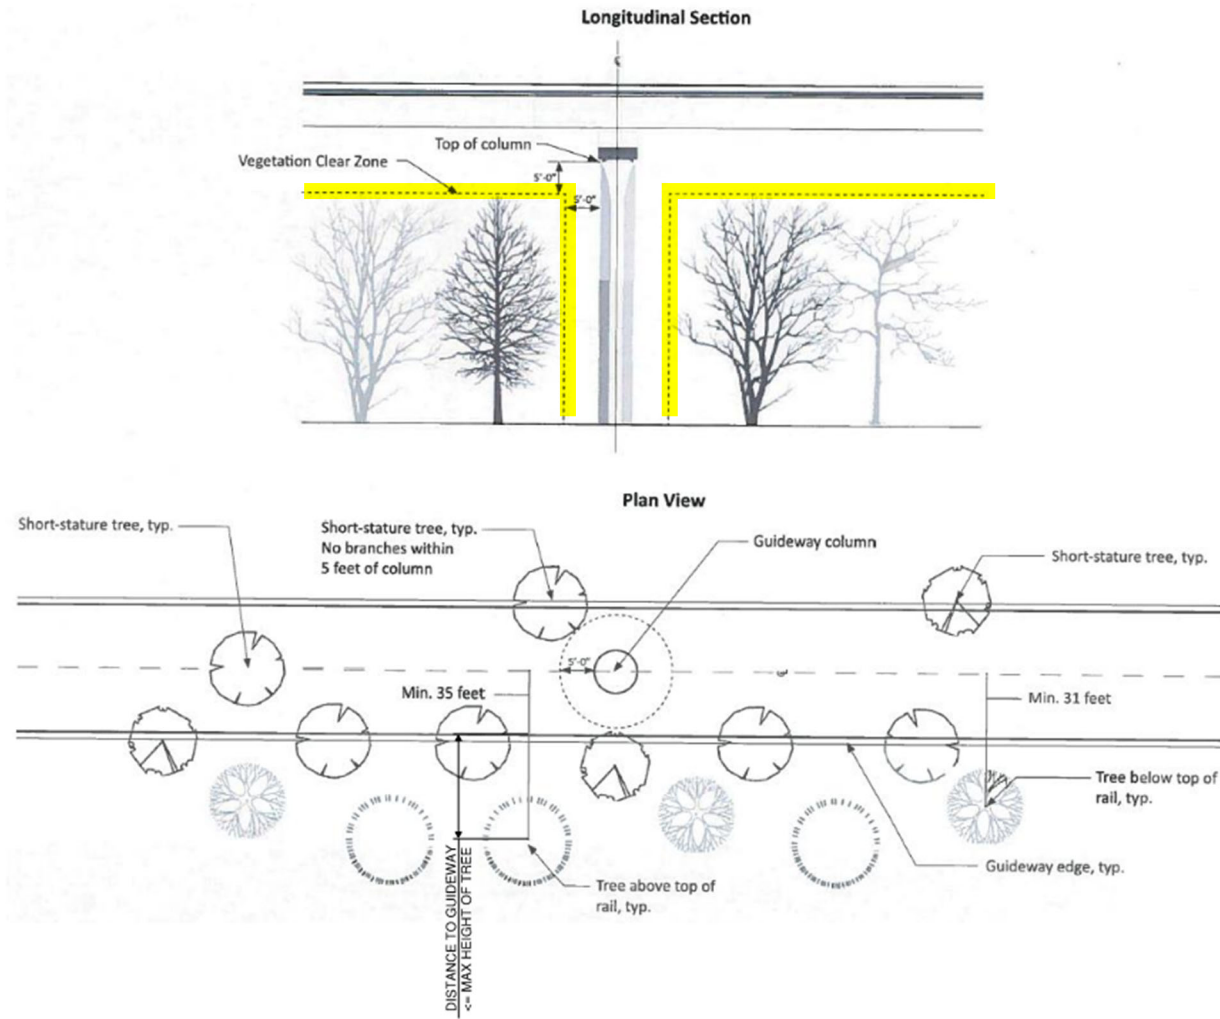 Longitudinal Section
℄
Top of column
Vegetation Clear Zone
5'-0"
5'-0"
Plan View
Short-stature tree, typ.
Short-stature tree, typ.
No branches within
5 feet of column
Guideway column
Short-stature tree, typ.
5'-0"
Min. 35 feet
Min. 31 feet
Tree below top of
rail, typ.
Guideway edge, typ.
Tree above top of
rail, typ.
DISTANCE TO GUIDEWAY
<= MAX HEIGHT OF TREE